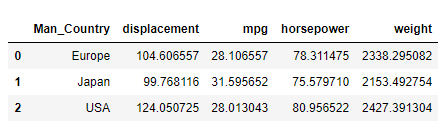 Man_Country displacement mpg horsepower weight
0 Europe 104.606557 28.106557 78.311475 2338.295082
1 Japan 99.768116 31.595652 75.579710 2153.492754
2 USA 124.050725 28.013043 80.956522 2427.391304